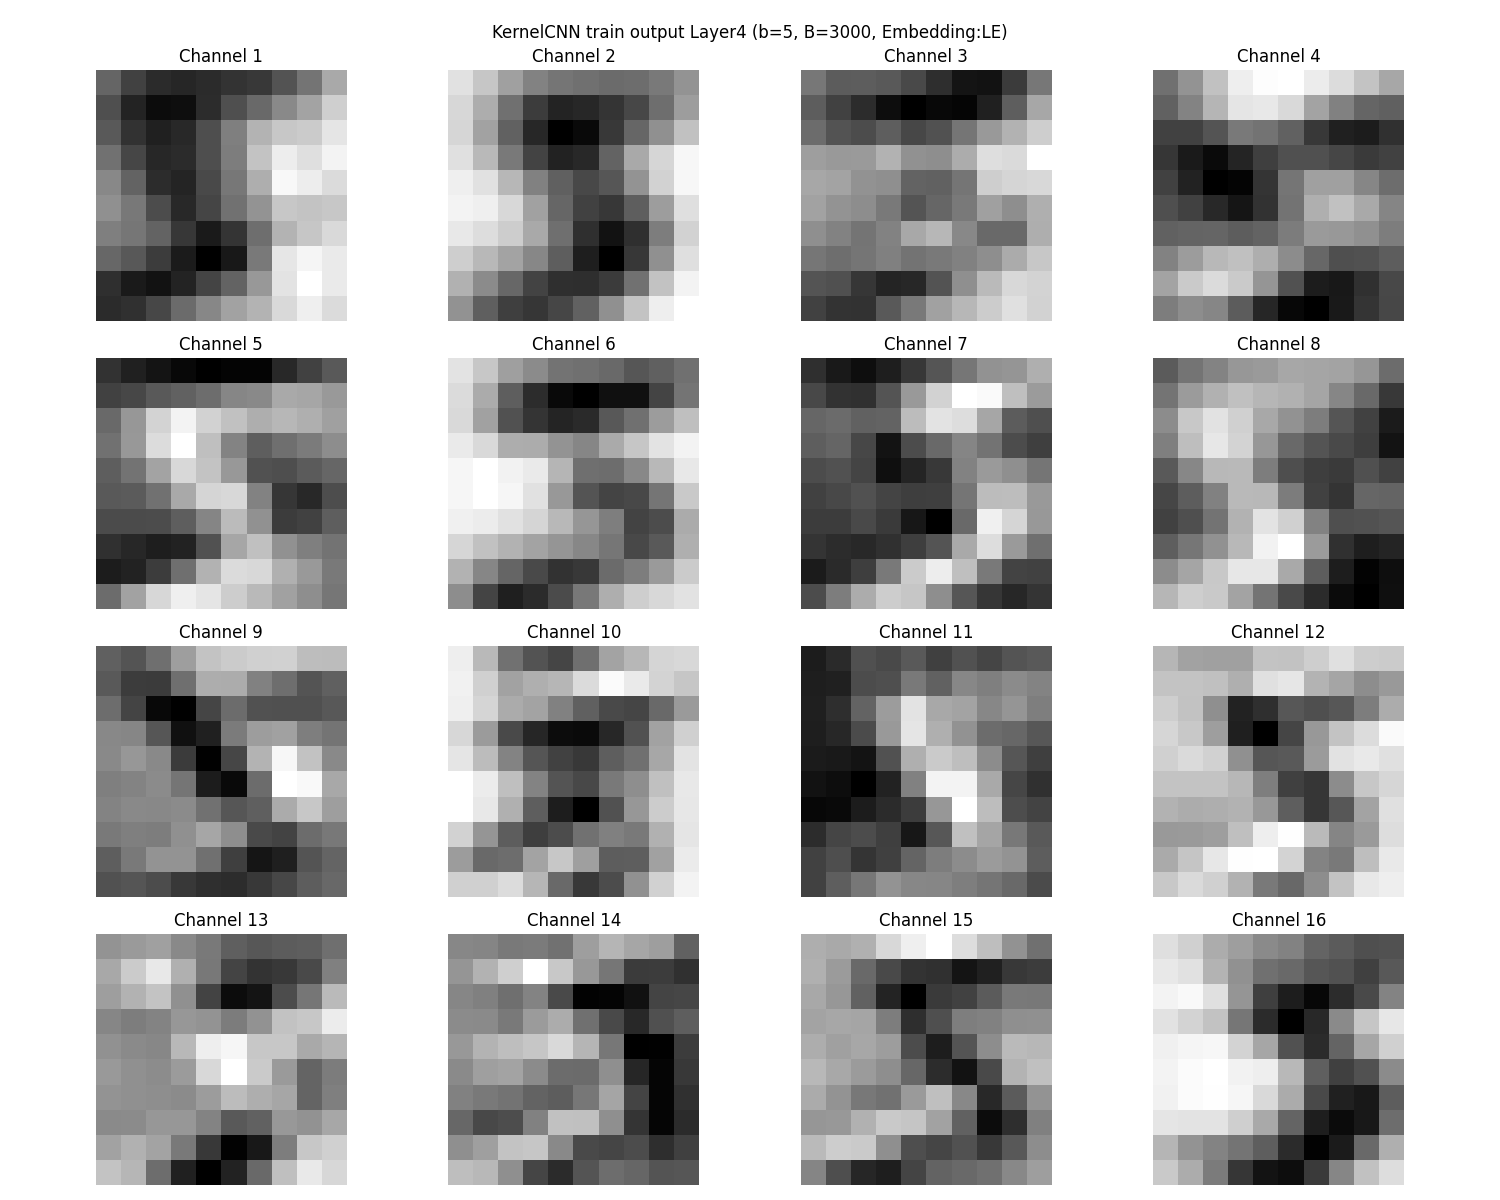 KernelCNN train output Layer4 (b=5, B=3000, Embedding:LE)
Channel 1
Channel 2
Channel 3
Channel 4
Channel 5
Channel 6
Channel 7
Channel 8
Channel 9
Channel 10
Channel 11
Channel 12
Channel 13
Channel 14
Channel 15
Channel 16